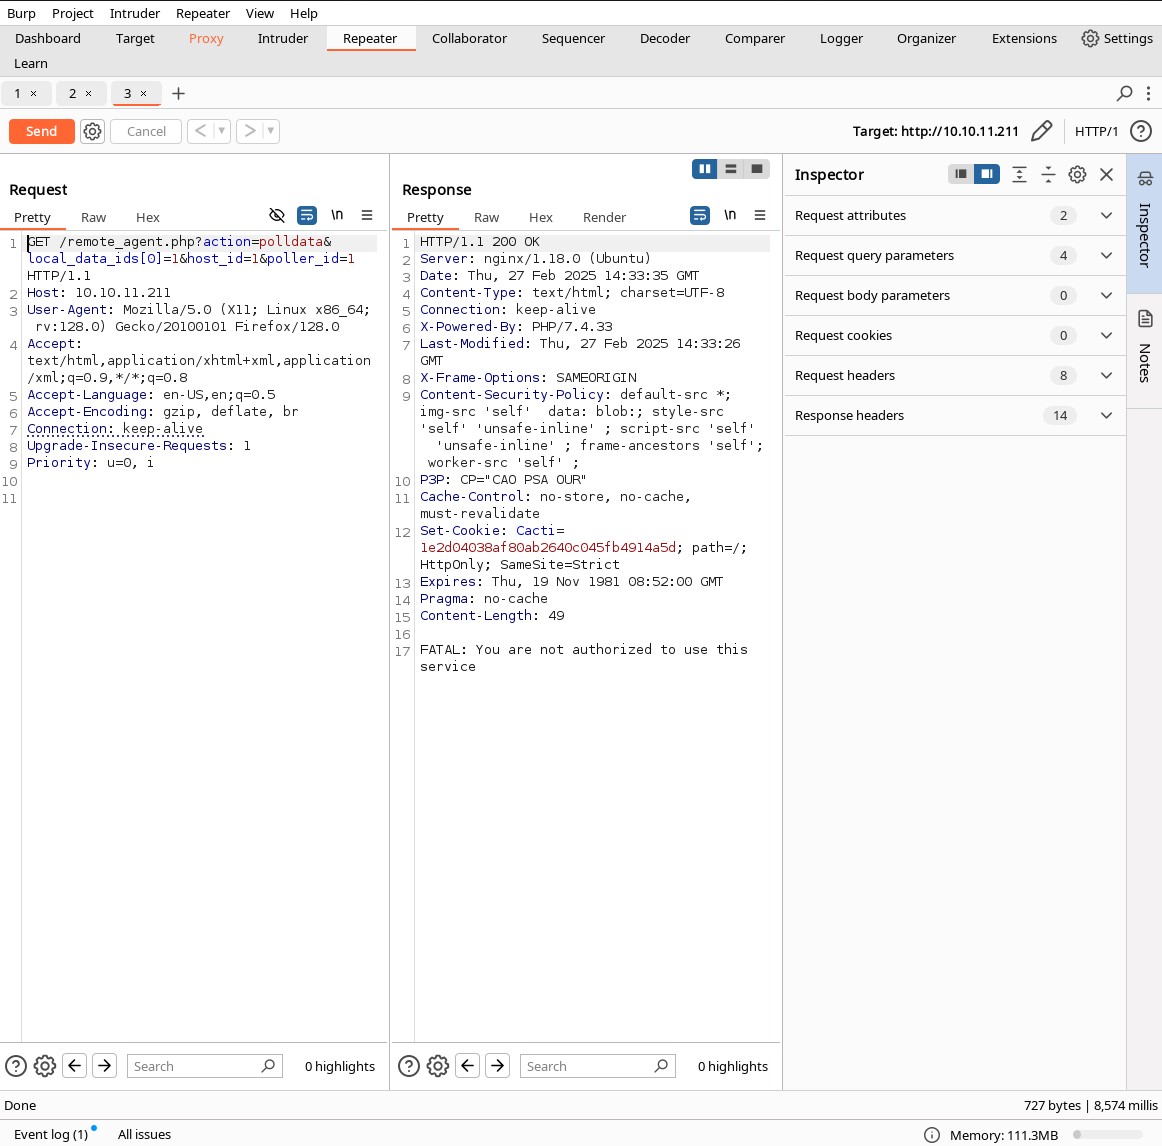 Burp Project Intruder Repeater View Help
Dashboard Target Proxy Intruder Repeater Collaborator Sequencer Decoder Comparer Logger Organizer Extensions Settings
Learn
1 × 2 × 3 × +
Send Cancel < > Target: http://10.10.11.211 HTTP/1 ?
Request
Pretty Raw Hex \n
1 GET /remote_agent.php?action=polldata&
local_data_ids[0]=1&host_id=1&poller_id=1
HTTP/1.1
2 Host: 10.10.11.211
3 User-Agent: Mozilla/5.0 (X11; Linux x86_64;
rv:128.0) Gecko/20100101 Firefox/128.0
4 Accept:
text/html,application/xhtml+xml,application
/xml;q=0.9,*/*;q=0.8
5 Accept-Language: en-US,en;q=0.5
6 Accept-Encoding: gzip, deflate, br
7 Connection: keep-alive
8 Upgrade-Insecure-Requests: 1
9 Priority: u=0, i
10
11
Search 0 highlights
Response
Pretty Raw Hex Render \n
1 HTTP/1.1 200 OK
2 Server: nginx/1.18.0 (Ubuntu)
3 Date: Thu, 27 Feb 2025 14:33:35 GMT
4 Content-Type: text/html; charset=UTF-8
5 Connection: keep-alive
6 X-Powered-By: PHP/7.4.33
7 Last-Modified: Thu, 27 Feb 2025 14:33:26
GMT
8 X-Frame-Options: SAMEORIGIN
9 Content-Security-Policy: default-src *;
img-src 'self'  data: blob:; style-src
'self' 'unsafe-inline' ; script-src 'self'
'unsafe-inline' ; frame-ancestors 'self';
worker-src 'self' ;
10 P3P: CP="CAO PSA OUR"
11 Cache-Control: no-store, no-cache,
must-revalidate
12 Set-Cookie: Cacti=
1e2d04038af80ab2640c045fb4914a5d; path=/;
HttpOnly; SameSite=Strict
13 Expires: Thu, 19 Nov 1981 08:52:00 GMT
14 Pragma: no-cache
15 Content-Length: 49
16
17 FATAL: You are not authorized to use this
service
Search 0 highlights
Inspector
Request attributes 2
Request query parameters 4
Request body parameters 0
Request cookies 0
Request headers 8
Response headers 14
Inspector
Notes
Done 727 bytes | 8,574 millis
Event log (1) All issues Memory: 111.3MB